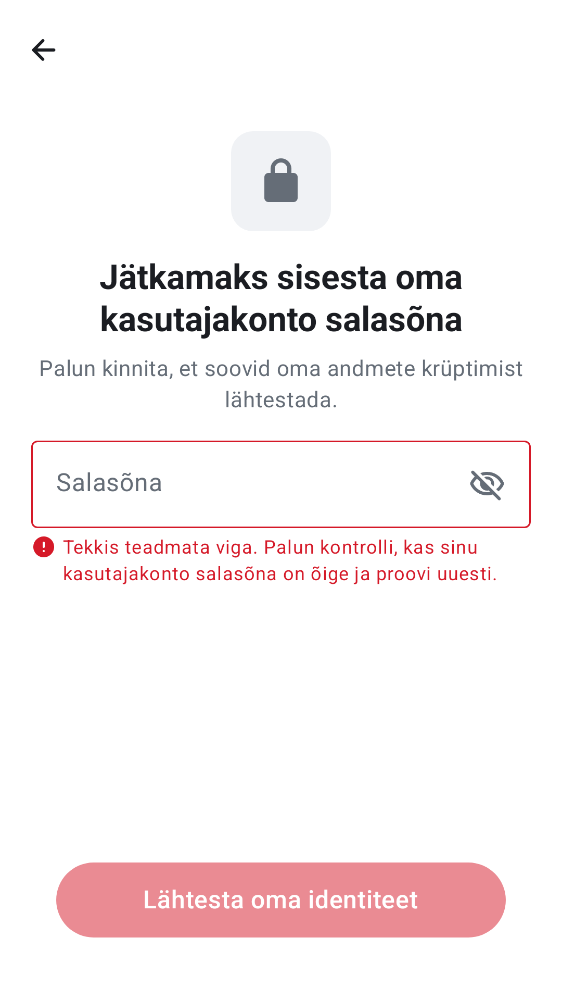 Jätkamaks sisesta oma
kasutajakonto salasõna
Palun kinnita, et soovid oma andmete krüptimist
lähtestada.
Salasõna
Tekkis teadmata viga. Palun kontrolli, kas sinu
kasutajakonto salasõna on õige ja proovi uuesti.
Lähtesta oma identiteet